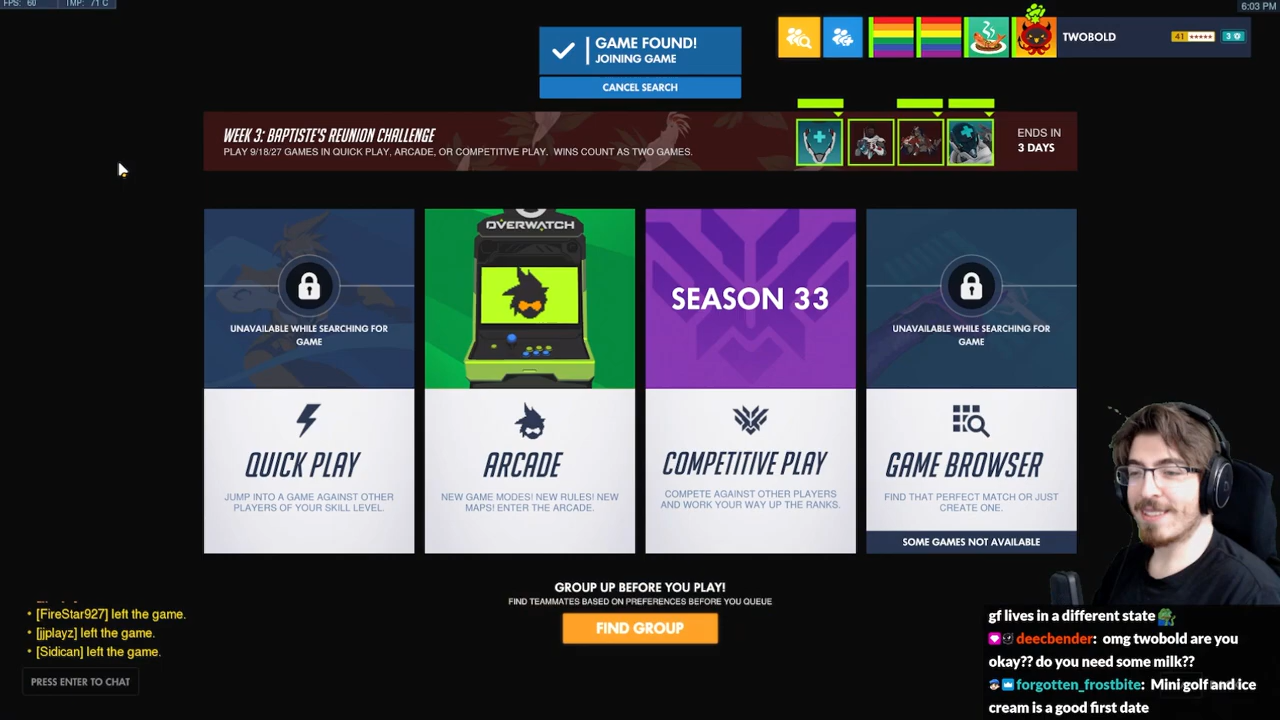 FPS: 60 TMP: 71 C
6:03 PM
GAME FOUND!
JOINING GAME
CANCEL SEARCH
TWOBOLD
41 ★★★★★
3
WEEK 3: BAPTISTE'S REUNION CHALLENGE
PLAY 9/18/27 GAMES IN QUICK PLAY, ARCADE, OR COMPETITIVE PLAY. WINS COUNT AS TWO GAMES.
ENDS IN
3 DAYS
UNAVAILABLE WHILE SEARCHING FOR
GAME
QUICK PLAY
JUMP INTO A GAME AGAINST OTHER
PLAYERS OF YOUR SKILL LEVEL.
OVERWATCH
ARCADE
NEW GAME MODES! NEW RULES! NEW
MAPS! ENTER THE ARCADE.
SEASON 33
COMPETITIVE PLAY
COMPETE AGAINST OTHER PLAYERS
AND WORK YOUR WAY UP THE RANKS.
UNAVAILABLE WHILE SEARCHING FOR
GAME
GAME BROWSER
FIND THAT PERFECT MATCH OR JUST
CREATE ONE.
SOME GAMES NOT AVAILABLE
GROUP UP BEFORE YOU PLAY!
FIND TEAMMATES BASED ON PREFERENCES BEFORE YOU QUEUE
FIND GROUP
• [FireStar927] left the game.
• [jjplayz] left the game.
• [Sidican] left the game.
PRESS ENTER TO CHAT
gf lives in a different state
deecbender: omg twobold are you
okay?? do you need some milk??
forgotten_frostbite: Mini golf and ice
cream is a good first date